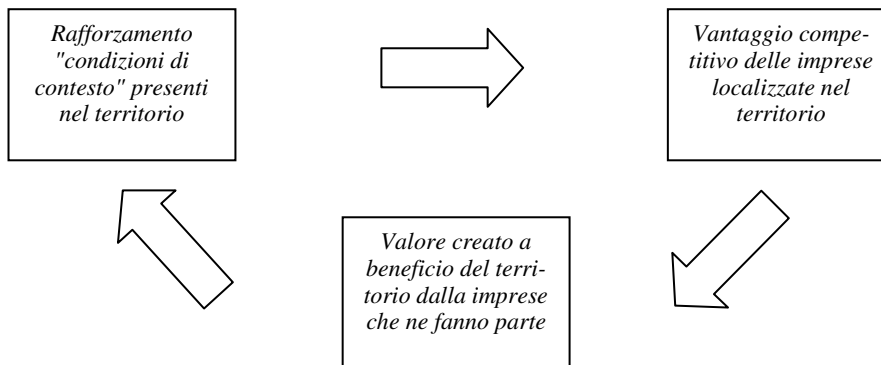 Rafforzamento
"condizioni di
contesto" presenti
nel territorio
Vantaggio compe-
titivo delle imprese
localizzate nel
territorio
Valore creato a
beneficio del terri-
torio dalla imprese
che ne fanno parte